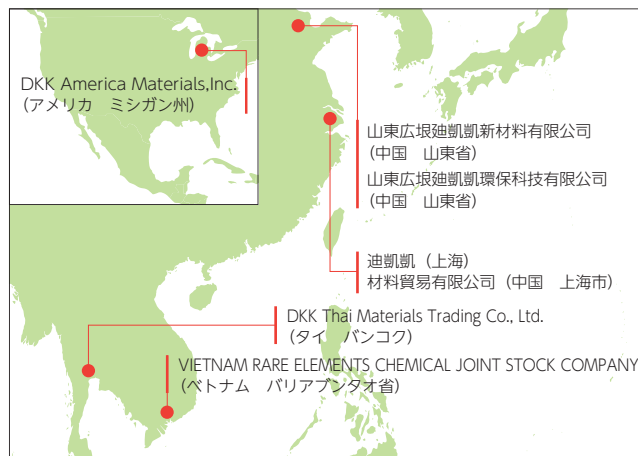 DKK America Materials,Inc.
(アメリカ　ミシガン州)
山東広垠廸凱凱新材料有限公司
(中国　山東省)
山東広垠廸凱凱環保科技有限公司
(中国　山東省)
迪凱凱（上海）
材料貿易有限公司（中国　上海市）
DKK Thai Materials Trading Co., Ltd.
(タイ　バンコク)
VIETNAM RARE ELEMENTS CHEMICAL JOINT STOCK COMPANY
(ベトナム　バリアブンタオ省)